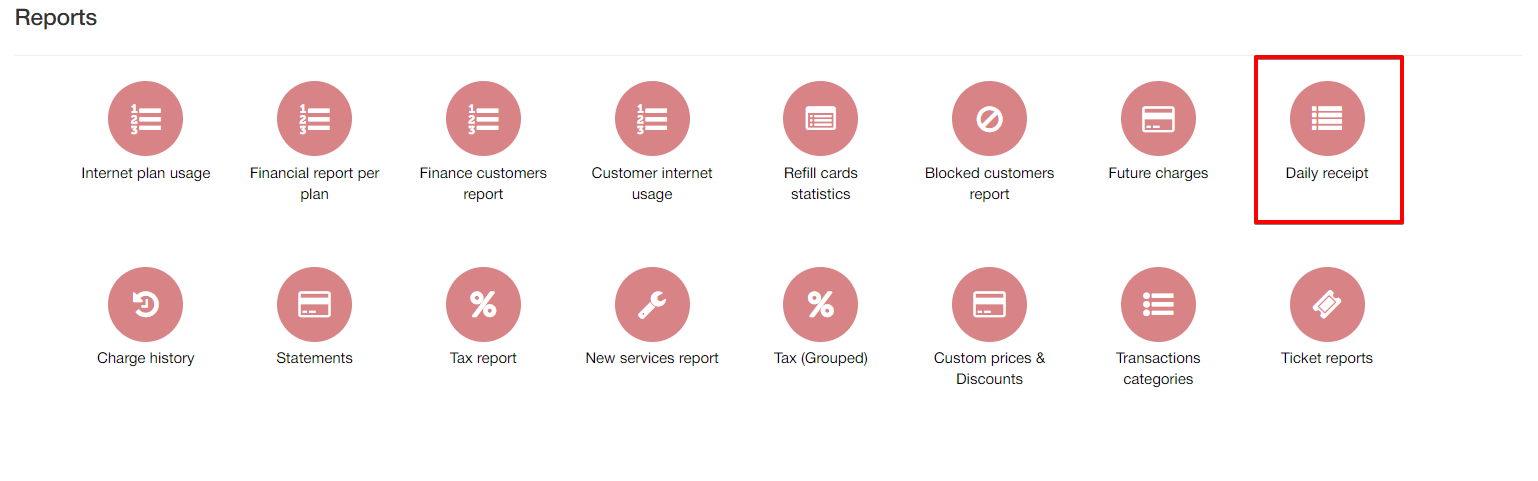 Reports
Internet plan usage
Financial report per
plan
Finance customers
report
Customer internet
usage
Refill cards
statistics
Blocked customers
report
Future charges
Daily receipt
Charge history
Statements
Tax report
New services report
Tax (Grouped)
Custom prices &
Discounts
Transactions
categories
Ticket reports